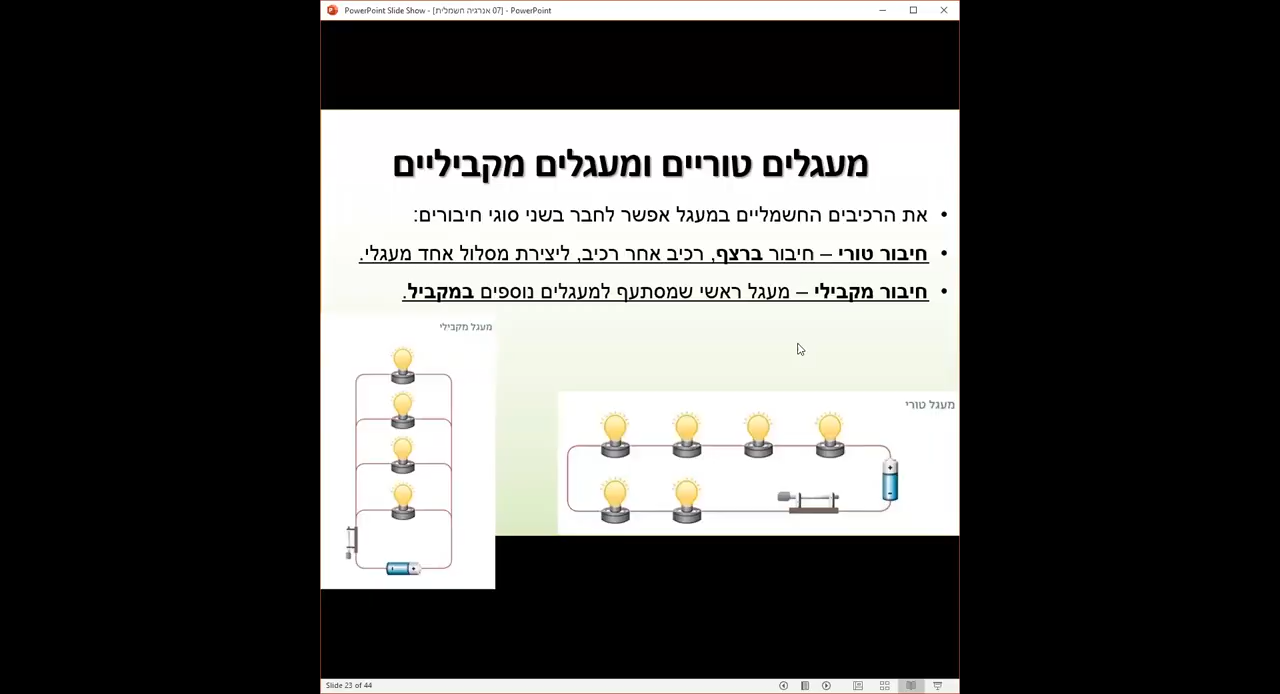 PowerPoint Slide Show - [07 אנרגיה חשמלית] - PowerPoint
מעגלים טוריים ומעגלים מקביליים
• את הרכיבים החשמליים במעגל אפשר לחבר בשני סוגי חיבורים:
• חיבור טורי – חיבור ברצף, רכיב אחר רכיב, ליצירת מסלול אחד מעגלי.
• חיבור מקבילי – מעגל ראשי שמסתעף למעגלים נוספים במקביל.
מעגל מקבילי
מעגל טורי
Slide 23 of 44